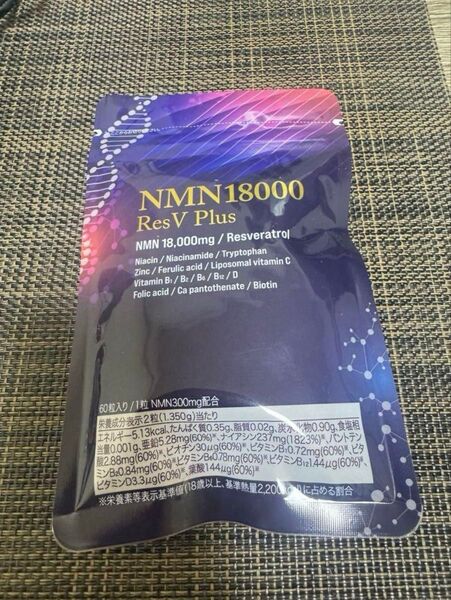 NMN18000
ResV Plus
NMN 18,000mg / Resveratrol
Niacin / Niacinamide / Tryptophan
Zinc / Ferulic acid / Liposomal vitamin C
Vitamin B₁ / B₂ / B₆ / B₁₂ / D
Folic acid / Ca pantothenate / Biotin
60粒入り / 1粒 NMN300mg配合
栄養成分表示:2粒(1.350g)当たり
エネルギー5.13kcal、たんぱく質0.35g、脂質0.02g、炭水化物0.90g、食塩相
当量0.001g、亜鉛5.28mg(60%)※、ナイアシン237mg(1823%)※、パントテン
酸2.88mg(60%)※、ビオチン30μg(60%)※、ビタミンB₁0.72mg(60%)※、ビタ
ミンB₂0.84mg(60%)※、ビタミンB₆0.78mg(60%)※、ビタミンB₁₂1.44μg(60%)※、
ビタミンD3.3μg(60%)※、葉酸144μg(60%)※
※栄養素等表示基準値(18歳以上、基準熱量2,200kcal)に占める割合